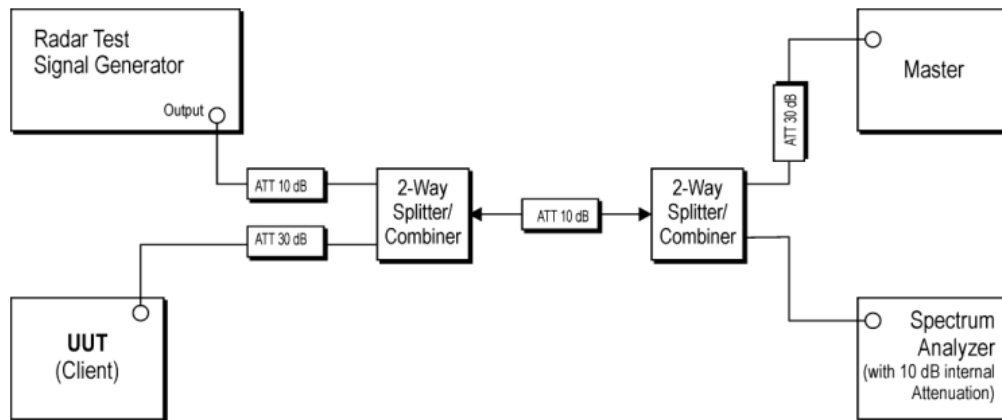 Radar Test
Signal Generator
Output
Master
ATT 30 dB
ATT 10 dB
2-Way
Splitter/
Combiner
ATT 10 dB
2-Way
Splitter/
Combiner
ATT 30 dB
UUT
(Client)
Spectrum
Analyzer
(with 10 dB internal
Attenuation)